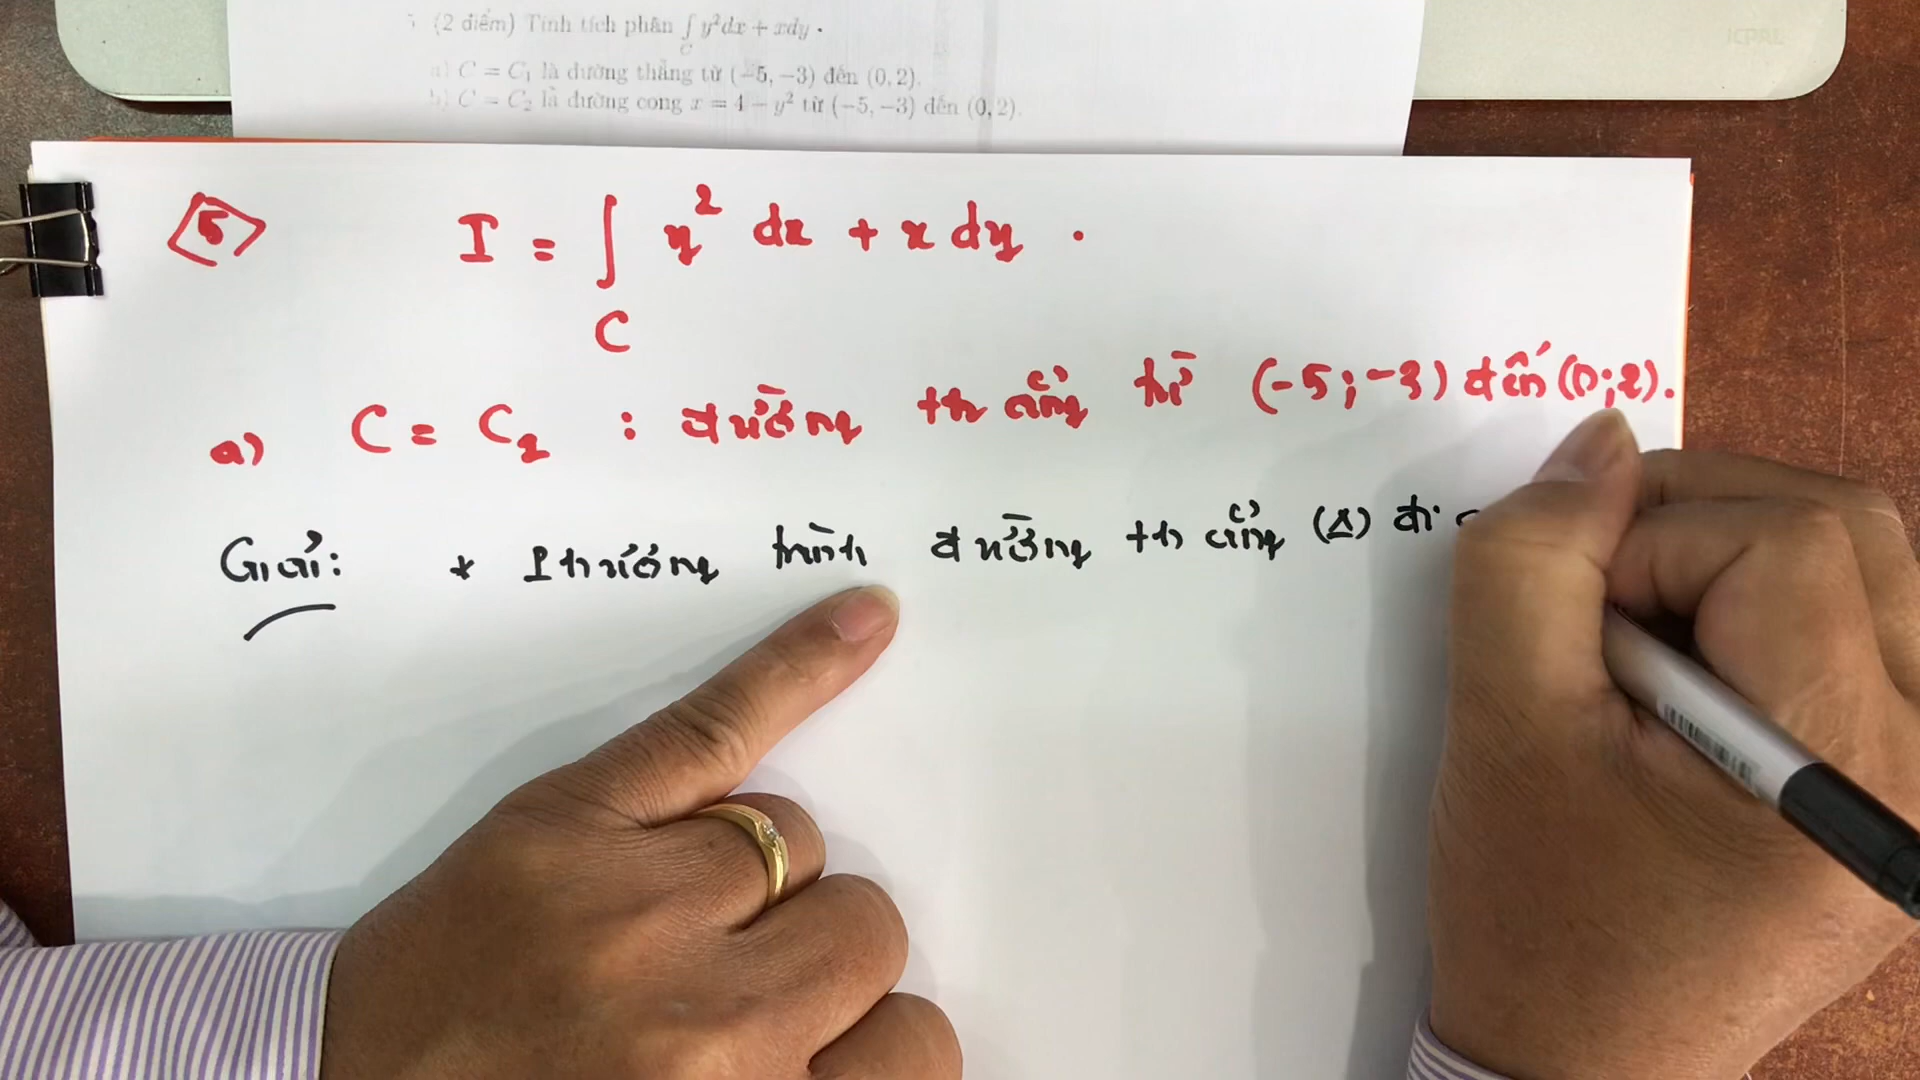 5. (2 điểm) Tính tích phân ∫ y²dx + xdy.
C
a) C = C₁ là đường thẳng từ (−5, −3) đến (0, 2).
b) C = C₂ là đường cong x = 4 − y² từ (−5, −3) đến (0, 2).
5 I = ∫ y² dx + x dy .
C
a) C = C₁ : đường thẳng từ (-5; -3) đến (0; 2).
Giải: * Phương trình đường thẳng (Δ) đi